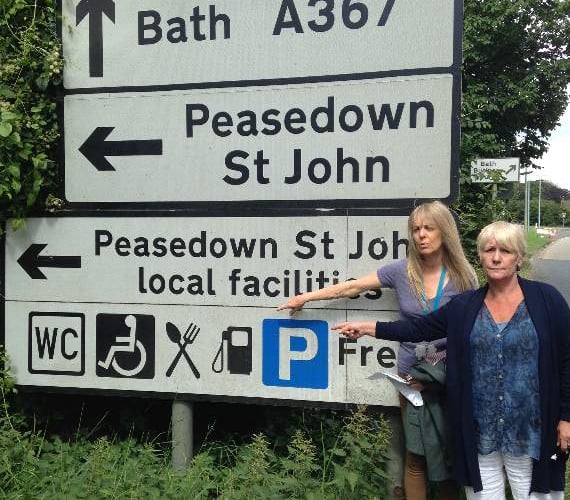 Bath A367
Peasedown
St John
Peasedown St Joh
local facilities
WC P Fre
Bath